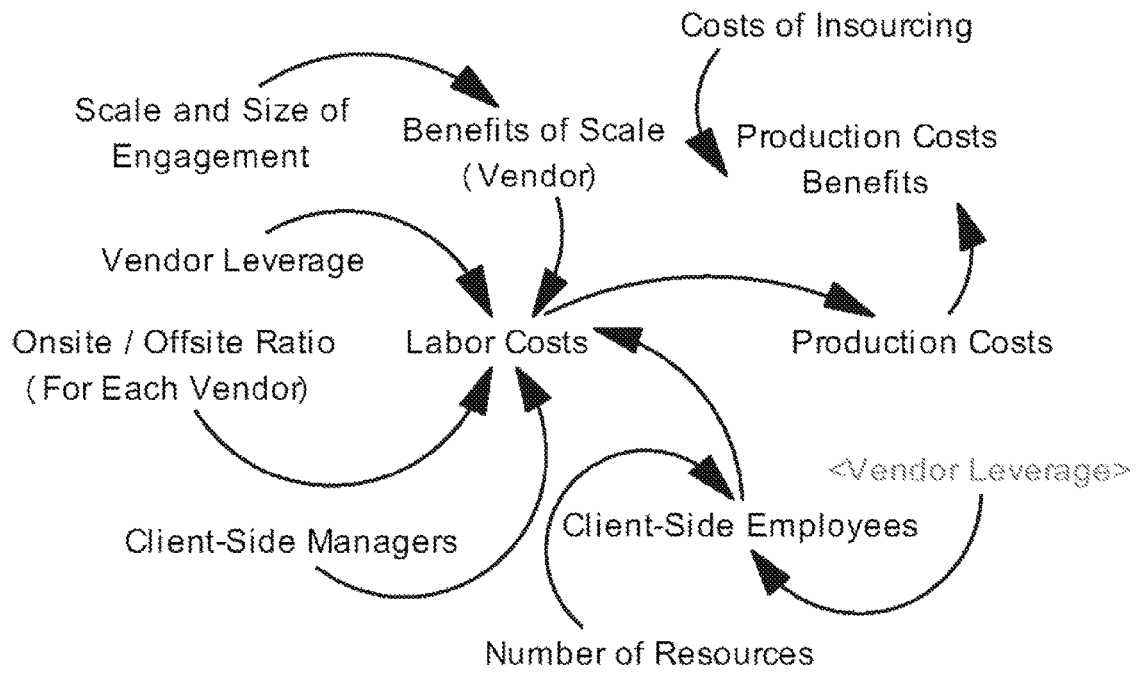 Costs of Insourcing
Scale and Size of
Engagement
Benefits of Scale
(Vendor)
Production Costs
Benefits
Vendor Leverage
Onsite / Offsite Ratio
(For Each Vendor)
Labor Costs
Production Costs
<Vendor Leverage>
Client-Side Managers
Client-Side Employees
Number of Resources